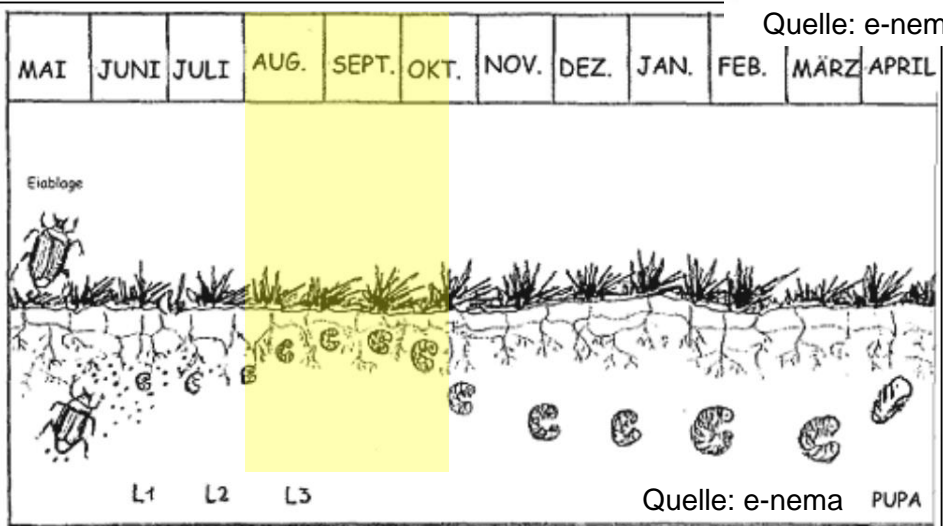 Quelle: e-nem
MAI JUNI JULI AUG. SEPT. OKT. NOV. DEZ. JAN. FEB. MÄRZ APRIL
Eiablage
L1 L2 L3
Quelle: e-nema PUPA